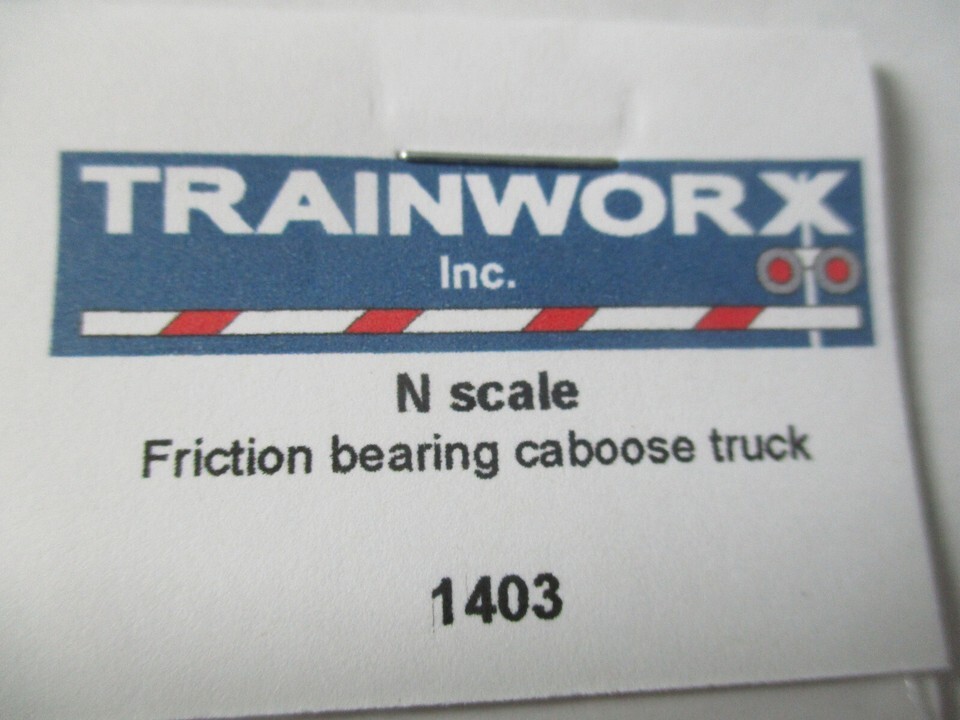 TRAINWORX
Inc.
N scale
Friction bearing caboose truck
1403